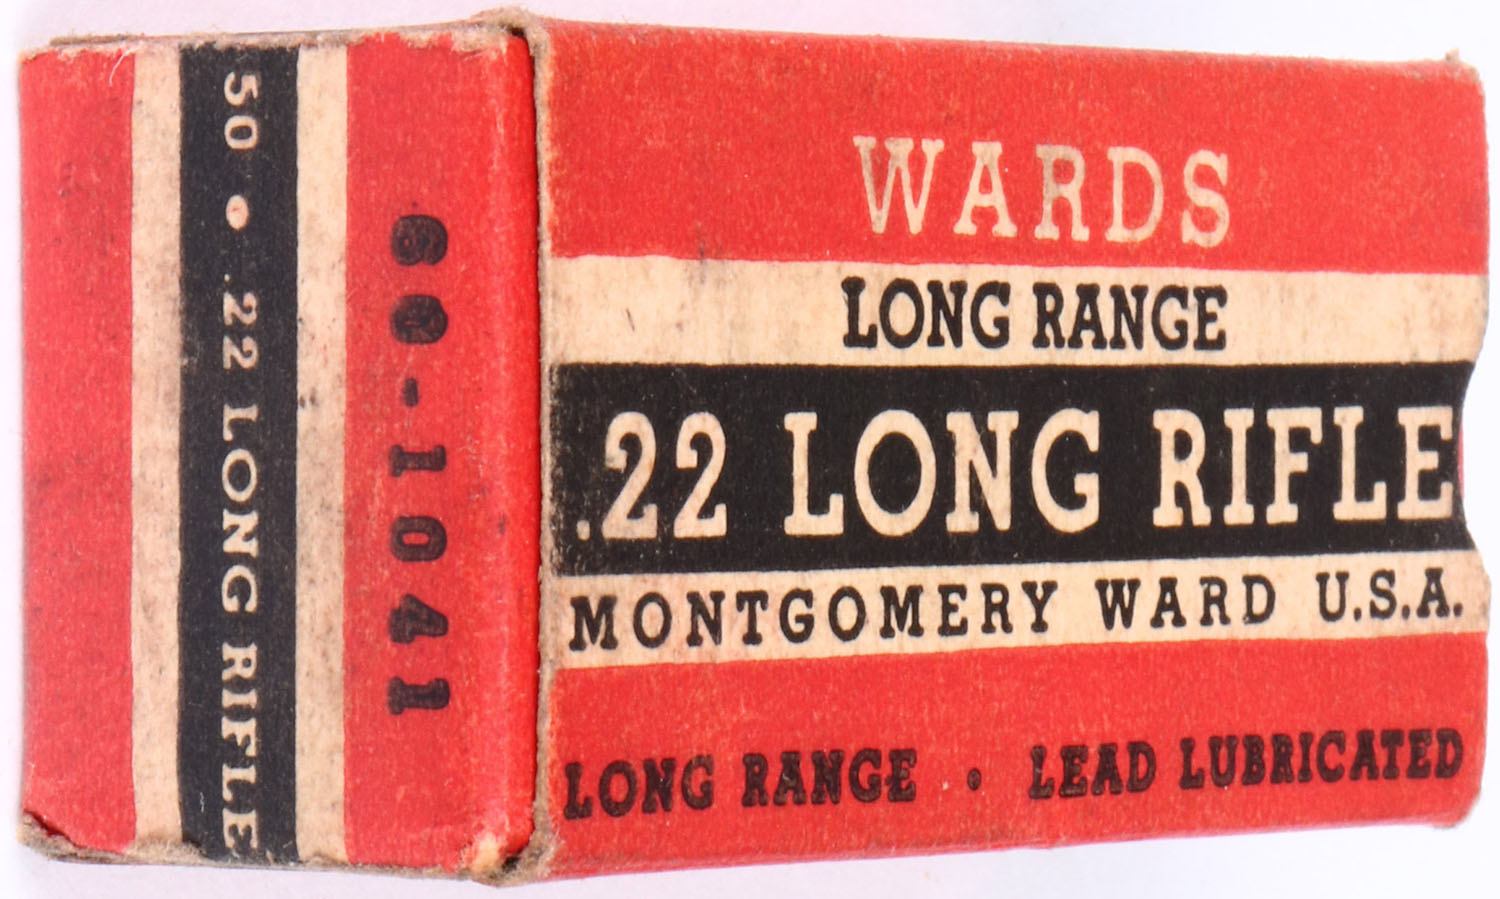 WARDS
LONG RANGE
.22 LONG RIFLE
MONTGOMERY WARD U.S.A.
LONG RANGE • LEAD LUBRICATED
50 • .22 LONG RIFLE
60-1041